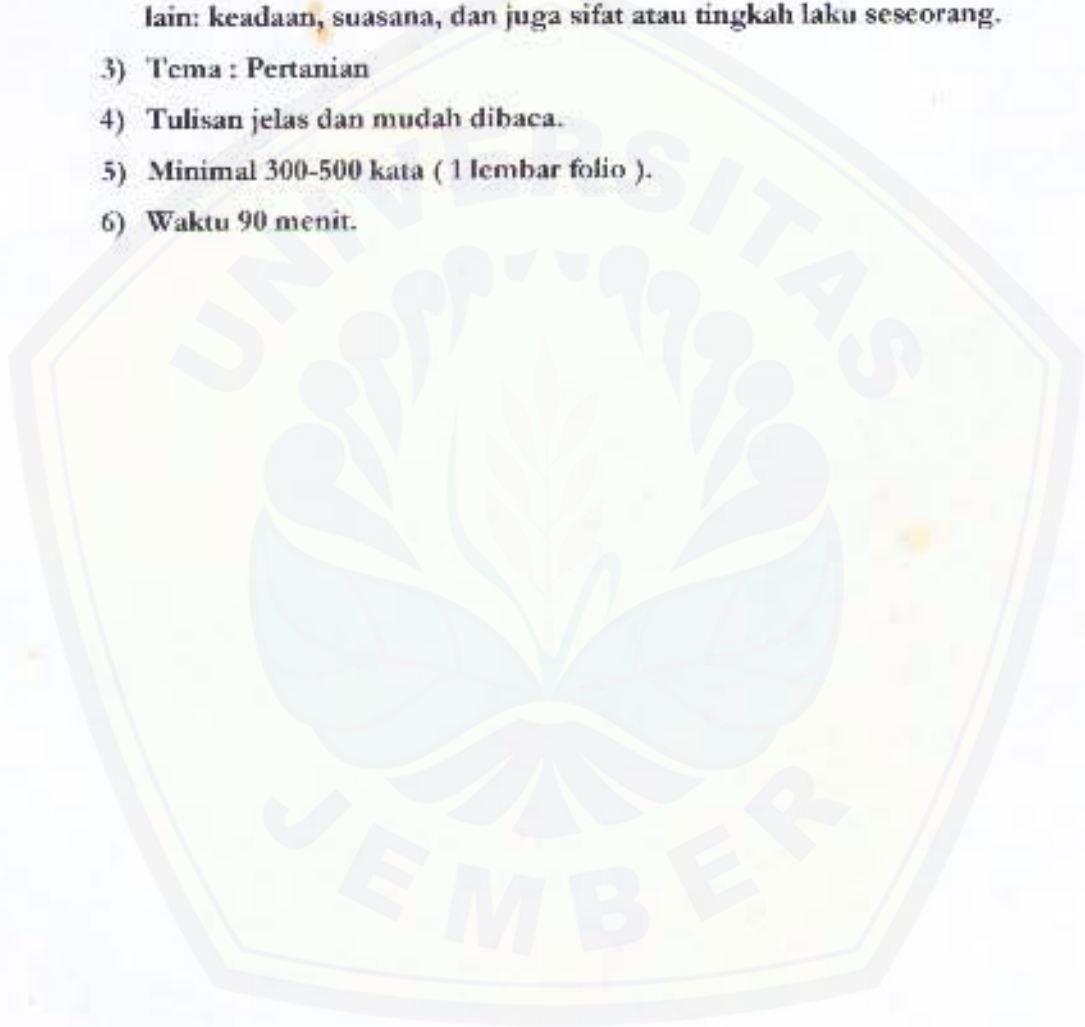 lain: keadaan, suasana, dan juga sifat atau tingkah laku seseorang.
3) Tema : Pertanian
4) Tulisan jelas dan mudah dibaca.
5) Minimal 300-500 kata ( 1 lembar folio ).
6) Waktu 90 menit.
UNIVERSITAS
JEMBER